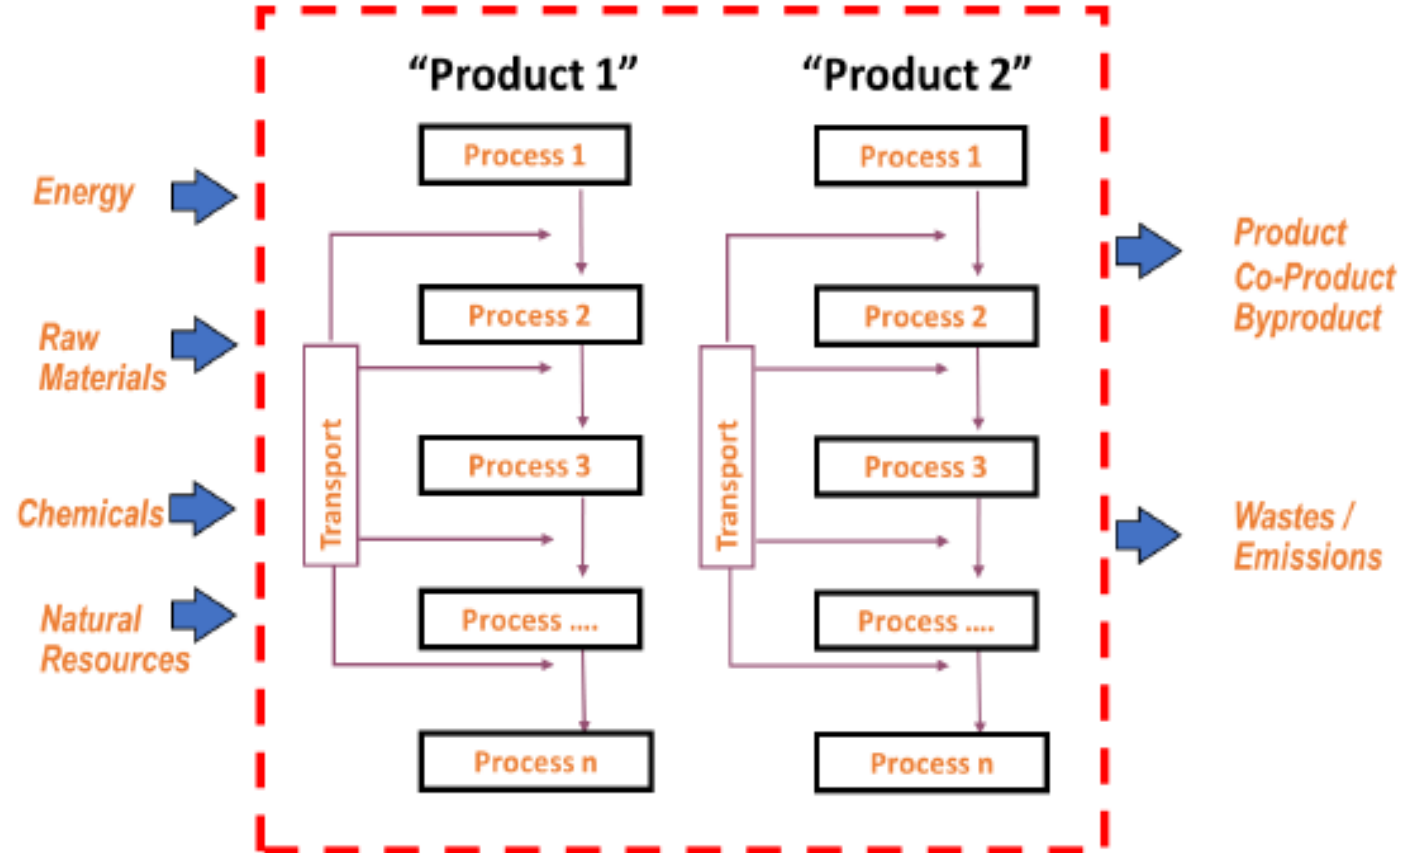 “Product 1”
“Product 2”
Energy
Raw
Materials
Chemicals
Natural
Resources
Process 1
Process 2
Process 3
Process ....
Process n
Transport
Process 1
Process 2
Process 3
Process ....
Process n
Transport
Product
Co-Product
Byproduct
Wastes /
Emissions